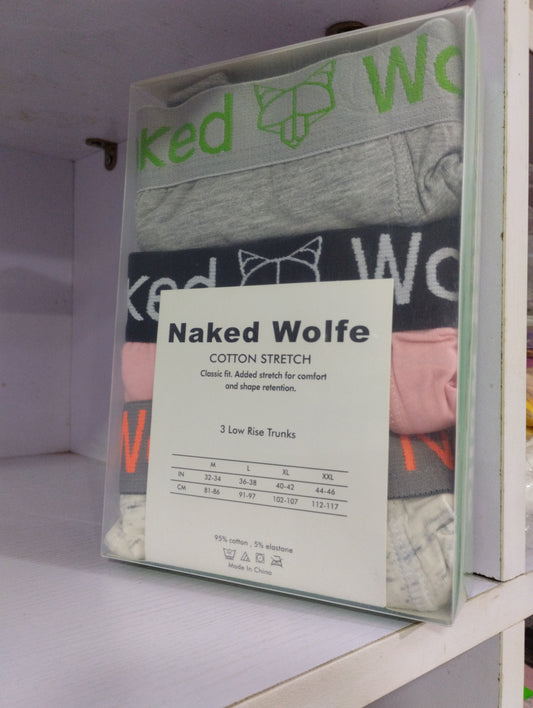 ked Wo
ked Wo
Naked Wolfe
COTTON STRETCH
Classic fit. Added stretch for comfort
and shape retention.
3 Low Rise Trunks
M L XL XXL
IN 32-34 36-38 40-42 44-46
CM 81-86 91-97 102-107 112-117
W N
95% cotton , 5% elastane
Made In China